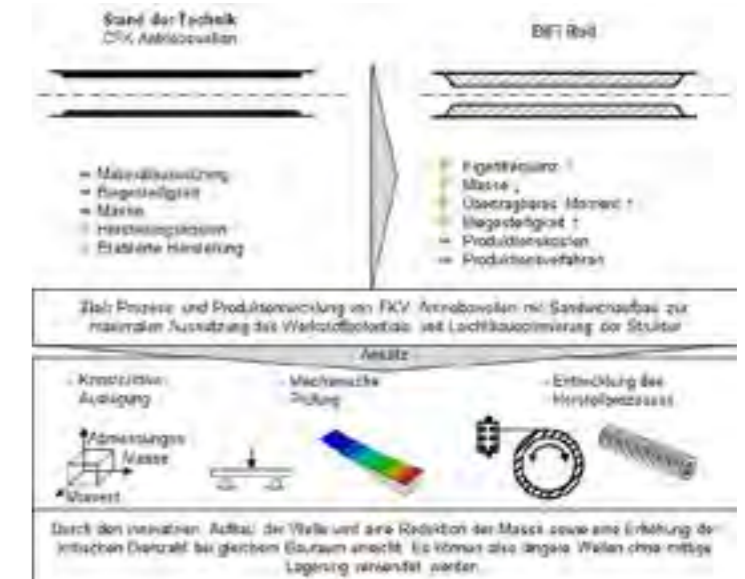 Stand der Technik
CFK Antriebswellen
BiFi Roll
Materialausnutzung
Biegesteifigkeit
Masse
Herstellungskosten
Etablierte Herstellung
Eigenfrequenz ↑
Masse ↓
Übertragbares Moment ↑
Biegesteifigkeit ↑
Produktionskosten
Produktionsverfahren
Ziel: Prozess- und Produktentwicklung von FKV Antriebswellen mit Sandwichaufbau zur
maximalen Ausnutzung des Werkstoffpotentials und Leichtbauoptimierung der Struktur
Ansatz
- Konstruktive
Auslegung
- Mechanische
Prüfung
- Entwicklung des
Herstellprozesses
Abmessungen
Masse
Durch den innovativen Aufbau der Welle wird eine Reduktion der Masse sowie eine Erhöhung der
kritischen Drehzahl bei gleichem Bauraum erreicht. Es können also längere Wellen ohne mittige
Lagerung verwendet werden.